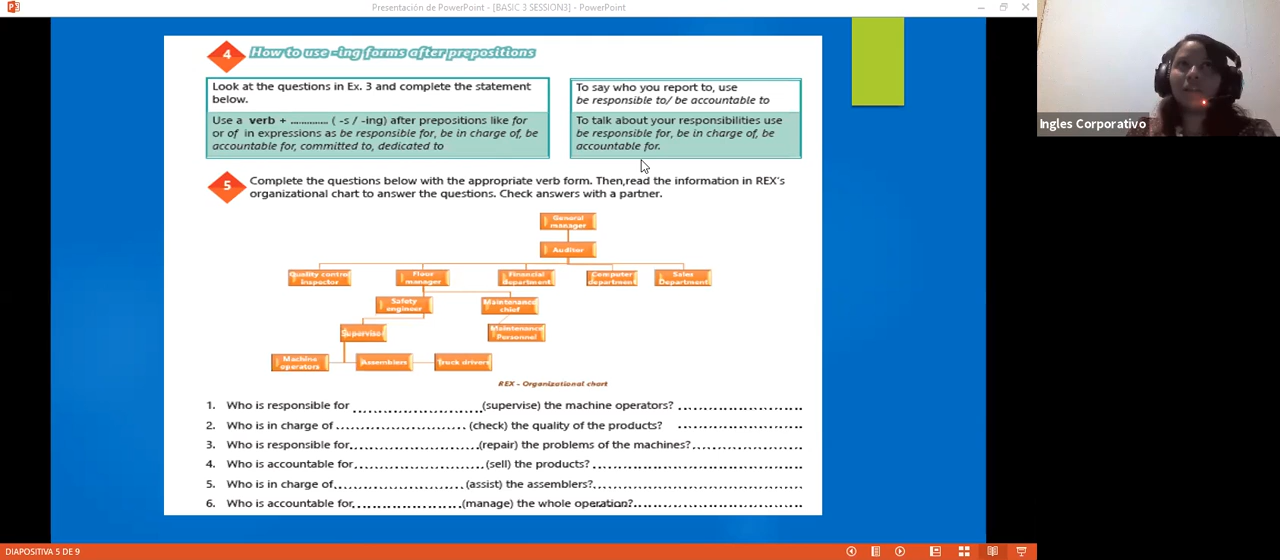 Presentación de PowerPoint - [BASIC 3 SESSION3] - PowerPoint
4 How to use -ing forms after prepositions
Look at the questions in Ex. 3 and complete the statement
below.
Use a verb + ............. ( -s / -ing) after prepositions like for
or of in expressions as be responsible for, be in charge of, be
accountable for, committed to, dedicated to
To say who you report to, use
be responsible to/ be accountable to
To talk about your responsibilities use
be responsible for, be in charge of, be
accountable for.
Ingles Corporativo
5 Complete the questions below with the appropriate verb form. Then,read the information in REX's
organizational chart to answer the questions. Check answers with a partner.
General
manager
Auditor
Quality contro
Inspector
Floor
manager
Financial
department
Computer
department
Sales
Department
Safety
engineer
Maintenance
chief
Supervisor
Maintenance
Personnel
Machine
operators
Assemblers
Truck drivers
REX - Organizational chart
1. Who is responsible for ........................ (supervise) the machine operators? ........................
2. Who is in charge of ........................ (check) the quality of the products? ........................
3. Who is responsible for........................ (repair) the problems of the machines?........................
4. Who is accountable for........................ (sell) the products?........................
5. Who is in charge of........................ (assist) the assemblers?........................
6. Who is accountable for........................ (manage) the whole operation?........................
DIAPOSITIVA 5 DE 9